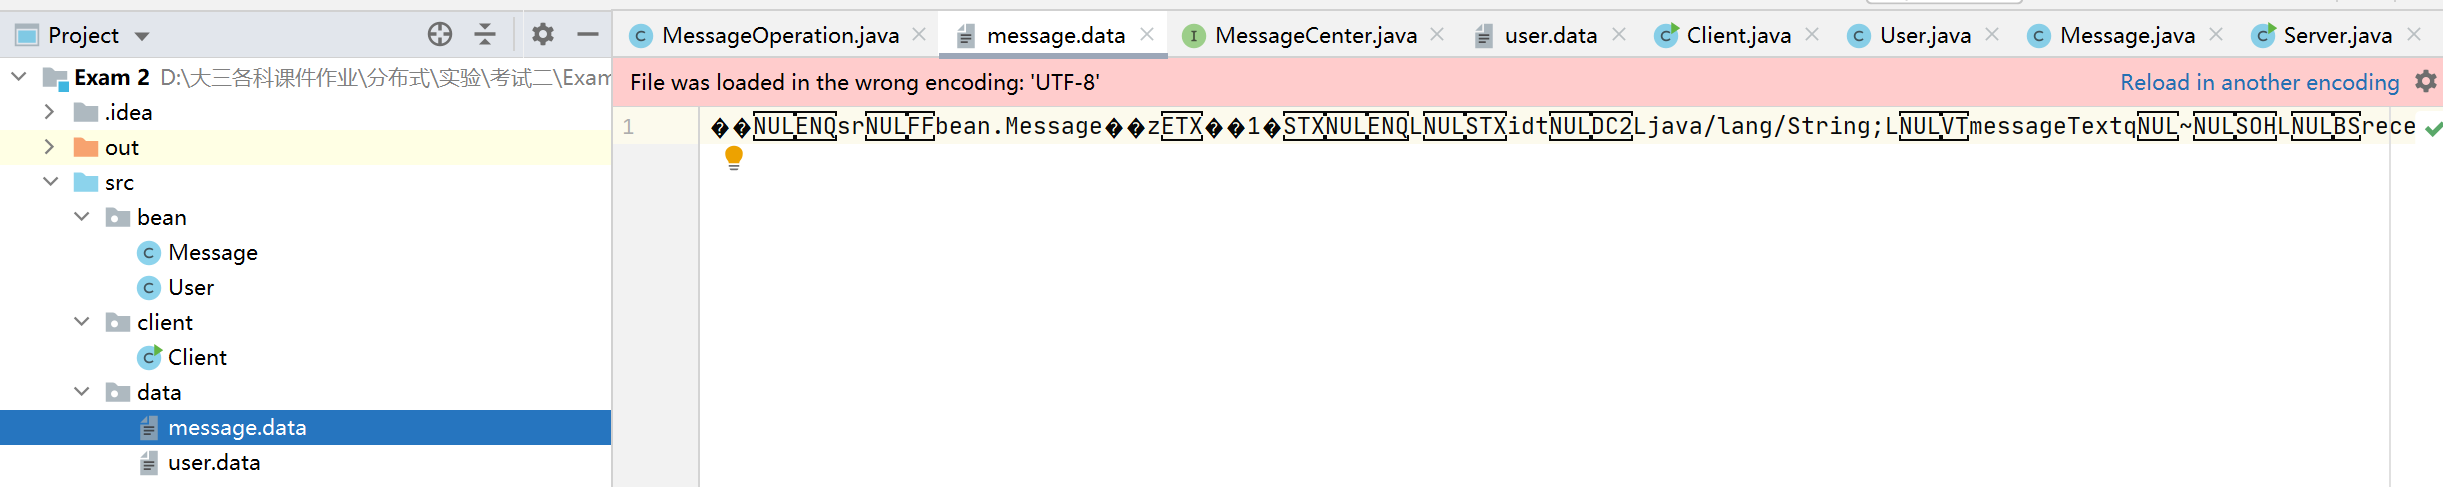 Project
MessageOperation.java
message.data
MessageCenter.java
user.data
Client.java
User.java
Message.java
Server.java
Exam 2 D:\大三各科课件作业\分布式\实验\考试二\Exam
File was loaded in the wrong encoding: 'UTF-8'
Reload in another encoding
.idea
1
��NULENQsrNULFFbean.Message��zETX��1�STXNULENQLNULSTXidtNULDC2Ljava/lang/String;LNULVTmessageTextqNUL~NULSOHLNULBSrece
out
src
bean
Message
User
client
Client
data
message.data
user.data